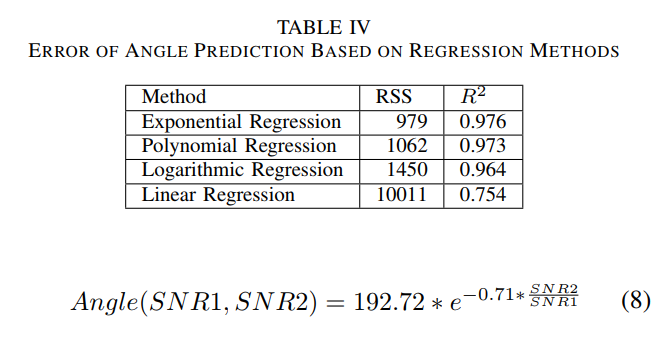 TABLE IV
ERROR OF ANGLE PREDICTION BASED ON REGRESSION METHODS
Method RSS R²
Exponential Regression 979 0.976
Polynomial Regression 1062 0.973
Logarithmic Regression 1450 0.964
Linear Regression 10011 0.754
Angle(SNR1, SNR2) = 192.72 * e^{-0.71*\frac{SNR2}{SNR1}} (8)